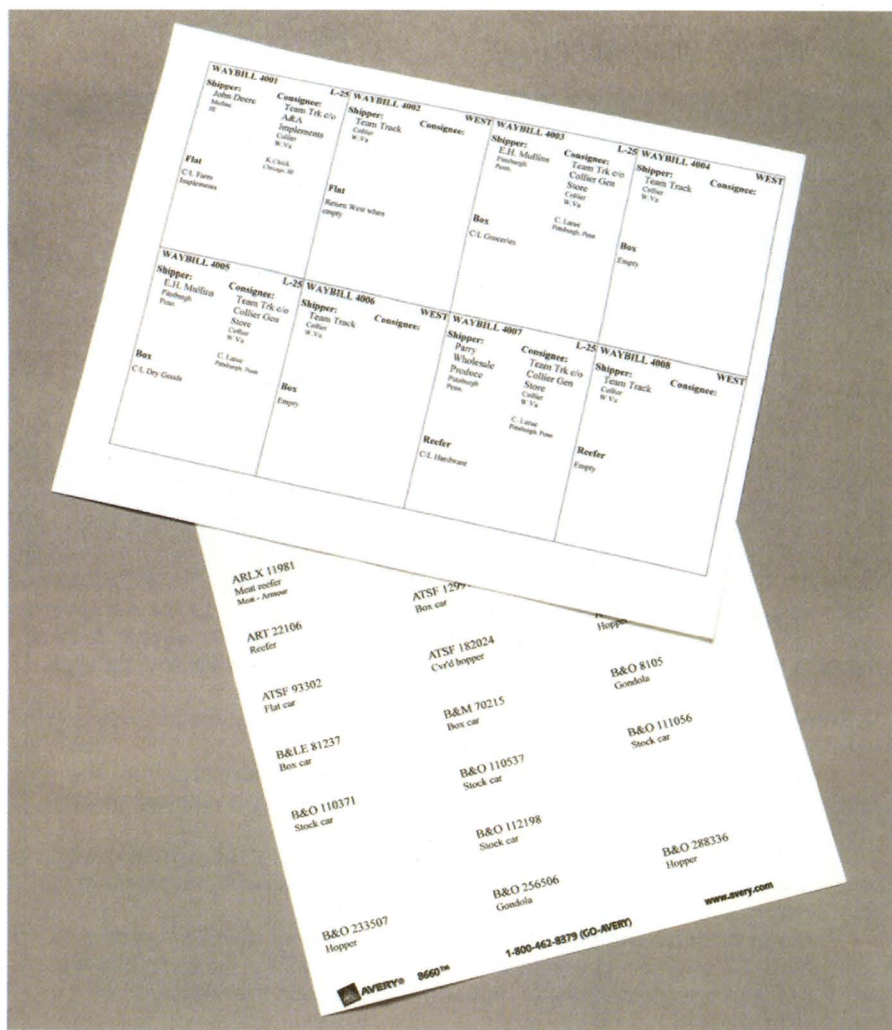 WAYBILL 4001
L-25
Shipper:
John Deere
Moline
Ill
Consignee:
Team Trk c/o
A&A
Implements
Collier
W.Va
Flat
C/L Farm
Implements
Chicago, Ill
WAYBILL 4002
WEST
Shipper:
Team Track
Collier
W.Va
Consignee:
Flat
Return West when
empty
WAYBILL 4003
L-25
Shipper:
E.H. Mullins
Pittsburgh
Penn.
Consignee:
Team Trk c/o
Collier Gen
Store
Collier
W.Va
Box
C/L Groceries
C. Larue
Pittsburgh, Penn
WAYBILL 4004
WEST
Shipper:
Team Track
Collier
W.Va
Consignee:
Box
Empty
WAYBILL 4005
L-25
Shipper:
E.H. Mullins
Pittsburgh
Penn
Consignee:
Team Trk c/o
Collier Gen
Store
Collier
W.Va
Box
C/L Dry Goods
C. Larue
Pittsburgh, Penn
WAYBILL 4006
WEST
Shipper:
Team Track
Collier
W.Va
Consignee:
Box
Empty
WAYBILL 4007
L-25
Shipper:
Parry
Wholesale
Produce
Pittsburgh
Penn.
Consignee:
Team Trk c/o
Collier Gen
Store
Collier
W.Va
Reefer
C/L Hardware
C. Larue
Pittsburgh, Penn
WAYBILL 4008
WEST
Shipper:
Team Track
Collier
W.Va
Consignee:
Reefer
Empty
ARLX 11981
Meat reefer
Meat - Armour
ATSF 1299
Box car
Hopper
ART 22106
Reefer
ATSF 182024
Cvr'd hopper
B&O 8105
Gondola
ATSF 93302
Flat car
B&M 70215
Box car
B&O 111056
Stock car
B&LE 81237
Box car
B&O 110537
Stock car
B&O 110371
Stock car
B&O 112198
Stock car
B&O 288336
Hopper
B&O 233507
Hopper
B&O 256506
Gondola
AVERY® 8660™
1-800-462-8379 (GO-AVERY)
www.avery.com